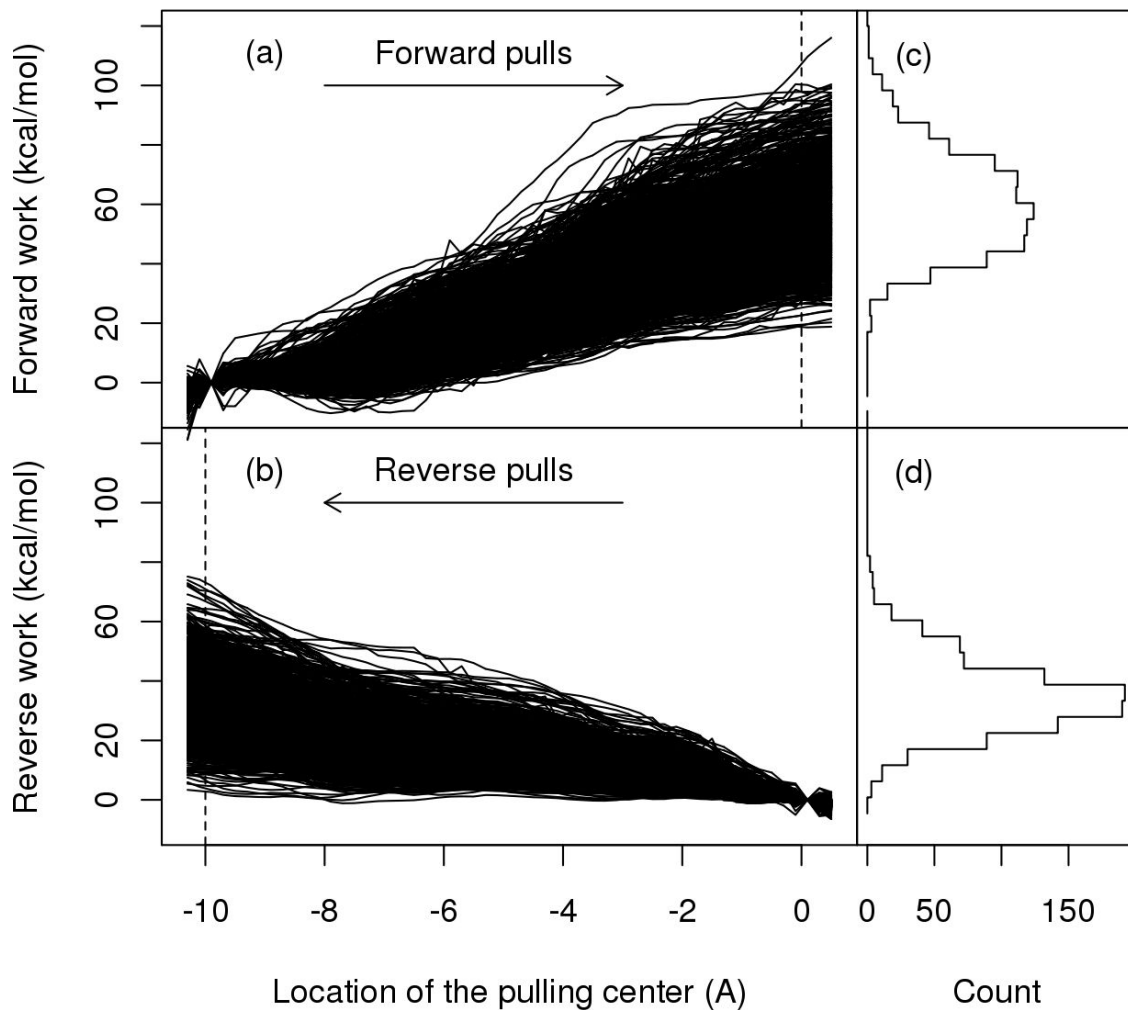 (a)
Forward pulls
(c)
Forward work (kcal/mol)
100
60
20
0
(b)
Reverse pulls
(d)
Reverse work (kcal/mol)
100
60
20
0
-10 -8 -6 -4 -2 0
0 50 150
Location of the pulling center (A)
Count